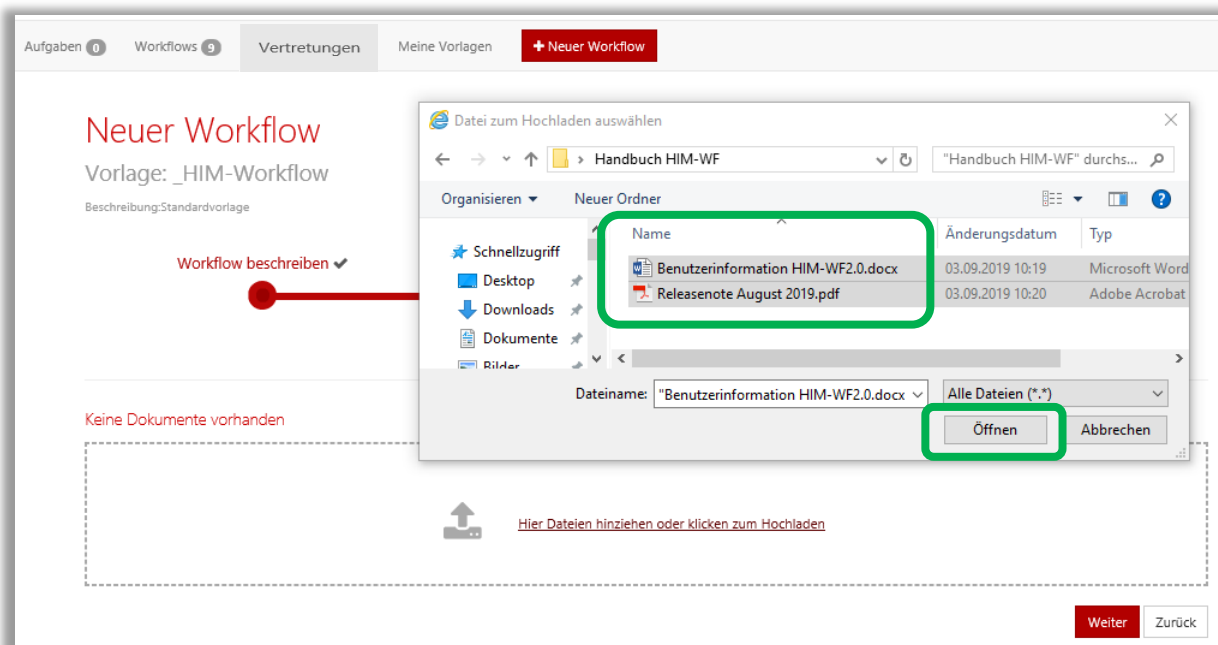 Aufgaben 0 Workflows 9 Vertretungen Meine Vorlagen + Neuer Workflow
Neuer Workflow
Vorlage: _HIM-Workflow
Beschreibung:Standardvorlage
Workflow beschreiben ✔
Datei zum Hochladen auswählen
Handbuch HIM-WF
"Handbuch HIM-WF" durchs...
Organisieren Neuer Ordner
?
Schnellzugriff
Desktop
Downloads
Dokumente
Bilder
Name Änderungsdatum Typ
Benutzerinformation HIM-WF2.0.docx 03.09.2019 10:19 Microsoft Word
Releasenote August 2019.pdf 03.09.2019 10:20 Adobe Acrobat
Dateiname: "Benutzerinformation HIM-WF2.0.docx Alle Dateien (*.*)
Öffnen Abbrechen
Keine Dokumente vorhanden
Hier Dateien hinziehen oder klicken zum Hochladen
Weiter Zurück